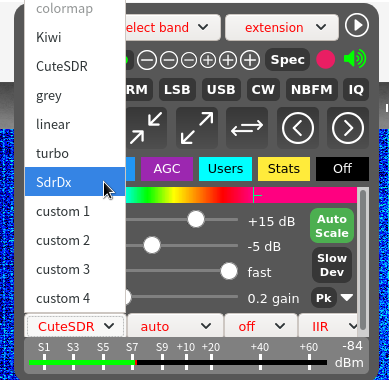 colormap
Kiwi
CuteSDR
grey
linear
turbo
SdrDx
custom 1
custom 2
custom 3
custom 4
elect band
extension
Spec
RM LSB USB CW NBFM IQ
AGC Users Stats Off
+15 dB
Auto
Scale
-5 dB
fast
Slow
Dev
0.2 gain
Pk
CuteSDR auto off IIR
S1 S3 S5 S7 S9 +10 +20 +40 +60
-84
dBm